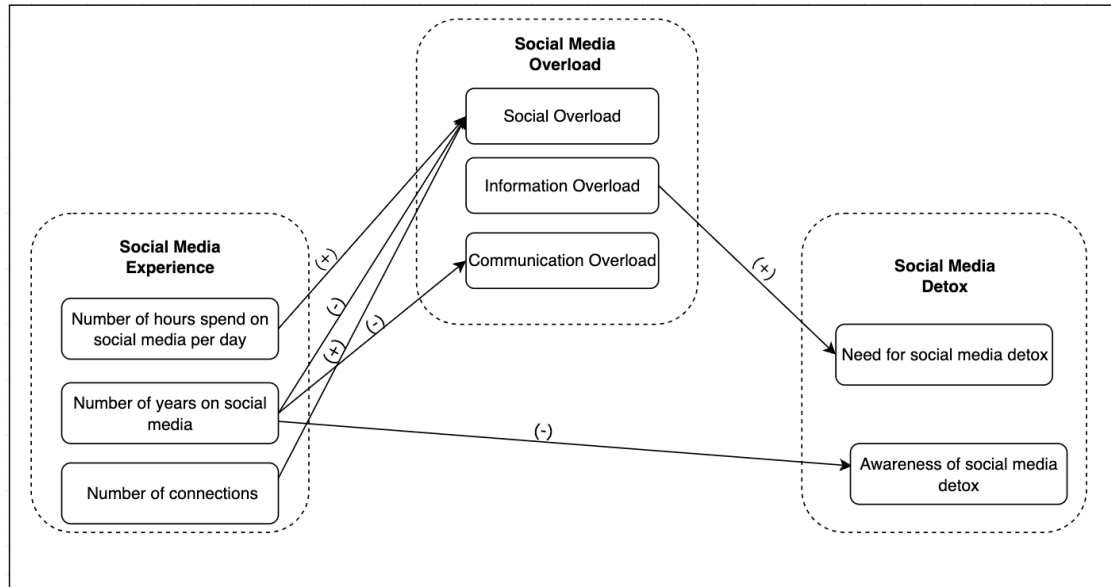 Social Media
Overload
Social Overload
Information Overload
Communication Overload
Social Media
Experience
Number of hours spend on
social media per day
Number of years on social
media
Number of connections
(+)
(-)
(+)
(-)
(-)
(+)
Social Media
Detox
Need for social media detox
Awareness of social media
detox